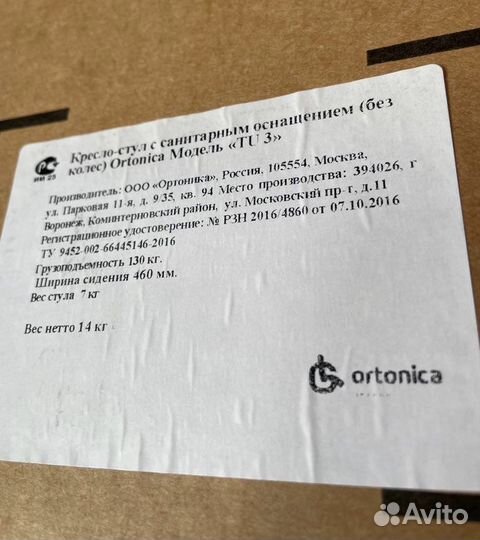 Кресло-стул с санитарным оснащением (без
колес) Ortonica Модель «TU 3»
РС
ИМ 25
Производитель: ООО «Ортоника», Россия, 105554, Москва,
ул. Парковая 11-я, д. 9/35, кв. 94 Место производства: 394026, г
Воронеж, Коминтерновский район, ул. Московский пр-г, д.11
Регистрационное удостоверение: № РЗН 2016/4860 от 07.10.2016
ТУ 9452-002-66445146-2016
Грузоподъемность 130 кг.
Ширина сидения 460 мм.
Вес стула 7 кг
Вес нетто 14 кг
ortonica
Avito